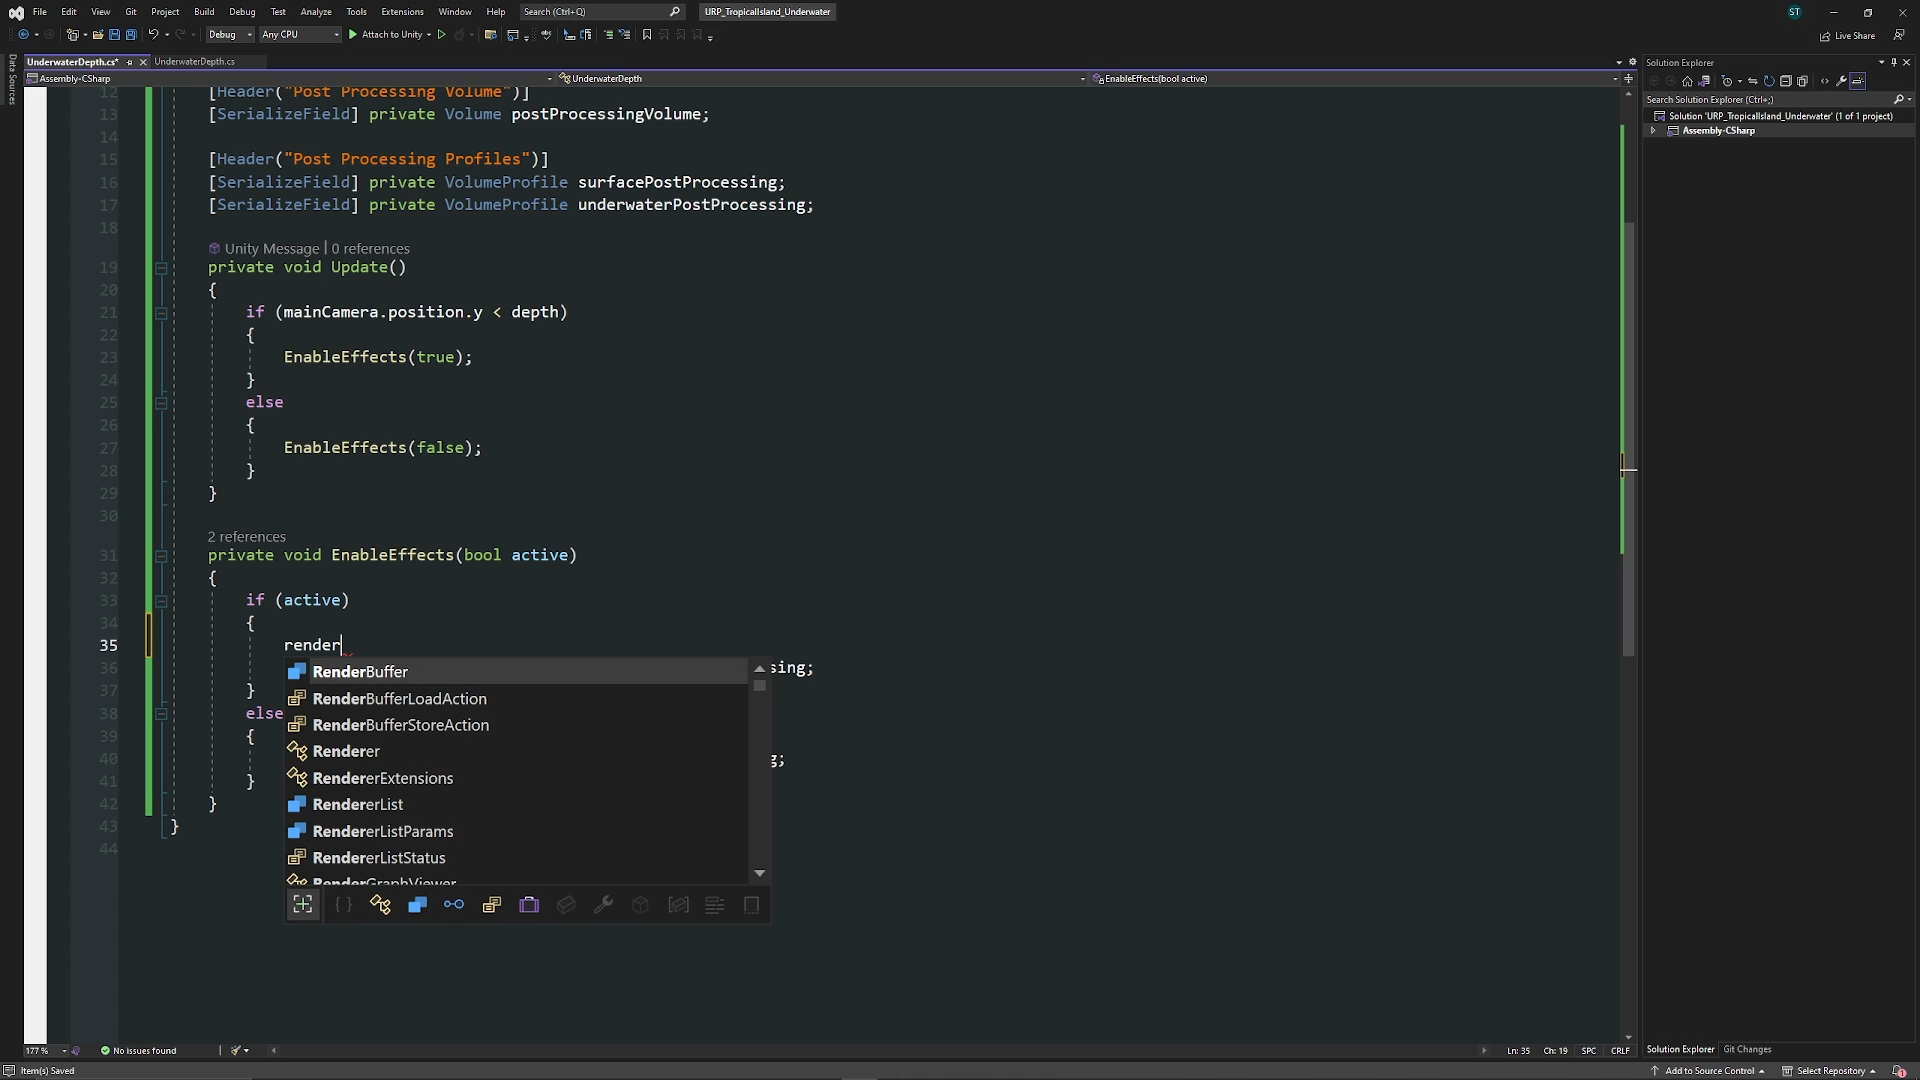 File Edit View Git Project Build Debug Test Analyze Tools Extensions Window Help Search (Ctrl+Q) URP_TropicalIsland_Underwater ST
Debug Any CPU Attach to Unity Live Share
UnderwaterDepth.cs* UnderwaterDepth.cs
Assembly-CSharp UnderwaterDepth EnableEffects(bool active)
Data Sources
12 [Header("Post Processing Volume")]
13 [SerializeField] private Volume postProcessingVolume;
14
15 [Header("Post Processing Profiles")]
16 [SerializeField] private VolumeProfile surfacePostProcessing;
17 [SerializeField] private VolumeProfile underwaterPostProcessing;
18
Unity Message | 0 references
19 private void Update()
20 {
21 if (mainCamera.position.y < depth)
22 {
23 EnableEffects(true);
24 }
25 else
26 {
27 EnableEffects(false);
28 }
29 }
30
2 references
31 private void EnableEffects(bool active)
32 {
33 if (active)
34 {
35 render
36 sing;
37 }
38 else
39 {
40 g;
41 }
42 }
43 }
44
RenderBuffer
RenderBufferLoadAction
RenderBufferStoreAction
Renderer
RendererExtensions
RendererList
RendererListParams
RendererListStatus
RenderGraphViewer
Solution Explorer
Search Solution Explorer (Ctrl+;)
Solution 'URP_TropicalIsland_Underwater' (1 of 1 project)
Assembly-CSharp
177 % No issues found Ln: 35 Ch: 19 SPC CRLF
Solution Explorer Git Changes
Item(s) Saved Add to Source Control Select Repository 1